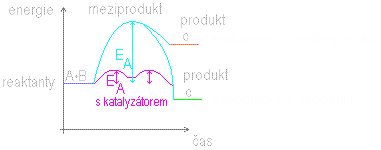 energie
meziprodukt
produkt
c
E
A
reaktanty
A+B
E
A
produkt
c
s katalyzátorem
čas